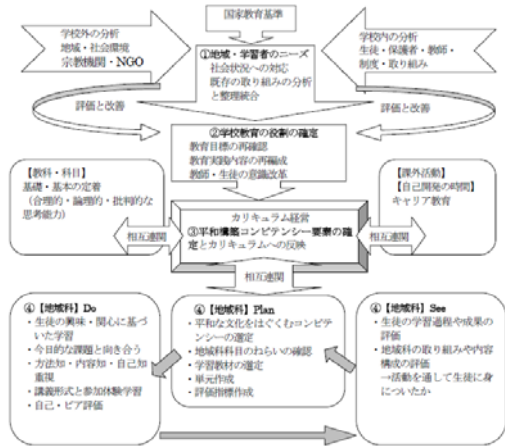 国家教育基準
学校外の分析
地域・社会環境
宗教機関・NGO
学校内の分析
生徒・保護者・教師・
制度・取り組み
①地域・学習者のニーズ
社会状況への対応
既存の取り組みの分析
と整理統合
評価と改善
評価と改善
②学校教育の役割の確定
教育目標の再確認
教育実践内容の再編成
教師・生徒の意識改革
【教科・科目】
基礎・基本の定着
(合理的・論理的・批判的な
思考能力)
【課外活動】
【自己開発の時間】
キャリア教育
カリキュラム経営
③平和構築コンピテンシー要素の確
定とカリキュラムへの反映
相互連関
相互連関
相互連関
④【地域科】Do
・生徒の興味・関心に基づ
いた学習
・今日的な課題と向き合う
・方法知・内容知・自己知
重視
・講義形式と参加体験学習
・自己・ピア評価
④【地域科】Plan
・平和な文化をはぐくむコンピテ
ンシーの選定
・地域科科目のねらいの確認
・学習教材の選定
・単元作成
・評価指標作成
④【地域科】See
・生徒の学習過程や成果の
評価
・地域科の取り組みや内容
構成の評価
→活動を通して生徒に身に
ついたか